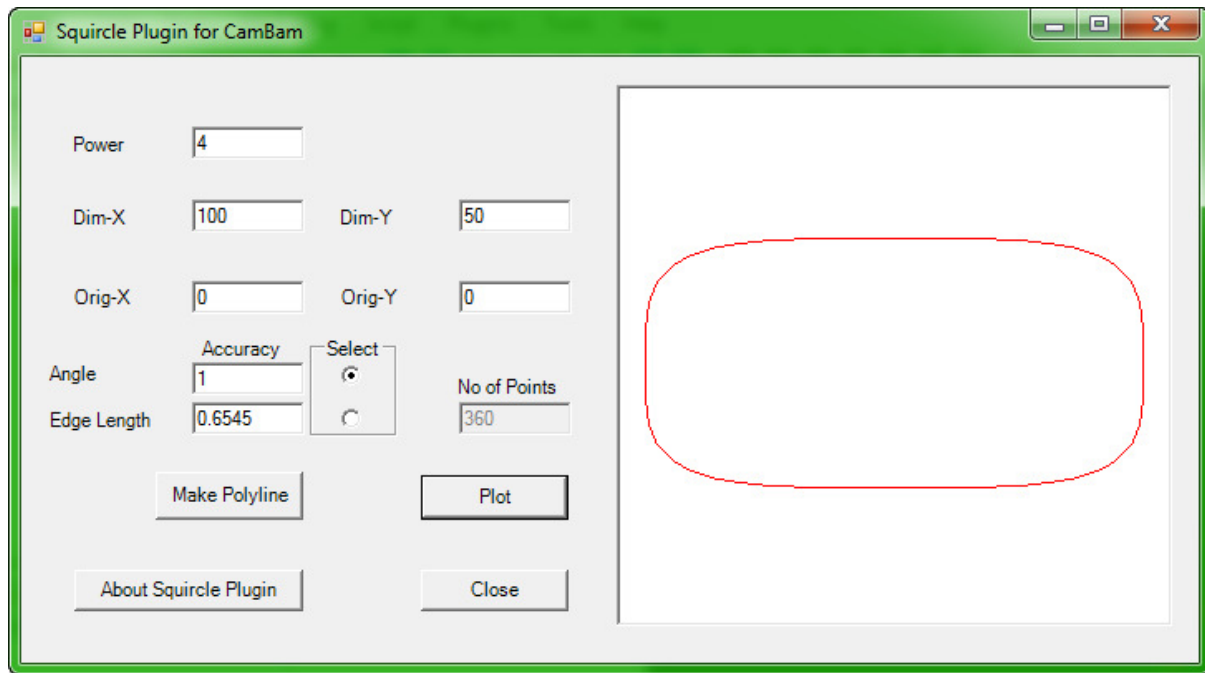 Squircle Plugin for CamBam
Power 4
Dim-X 100 Dim-Y 50
Orig-X 0 Orig-Y 0
Accuracy Select
Angle 1
No of Points
Edge Length 0.6545 360
Make Polyline Plot
About Squircle Plugin Close